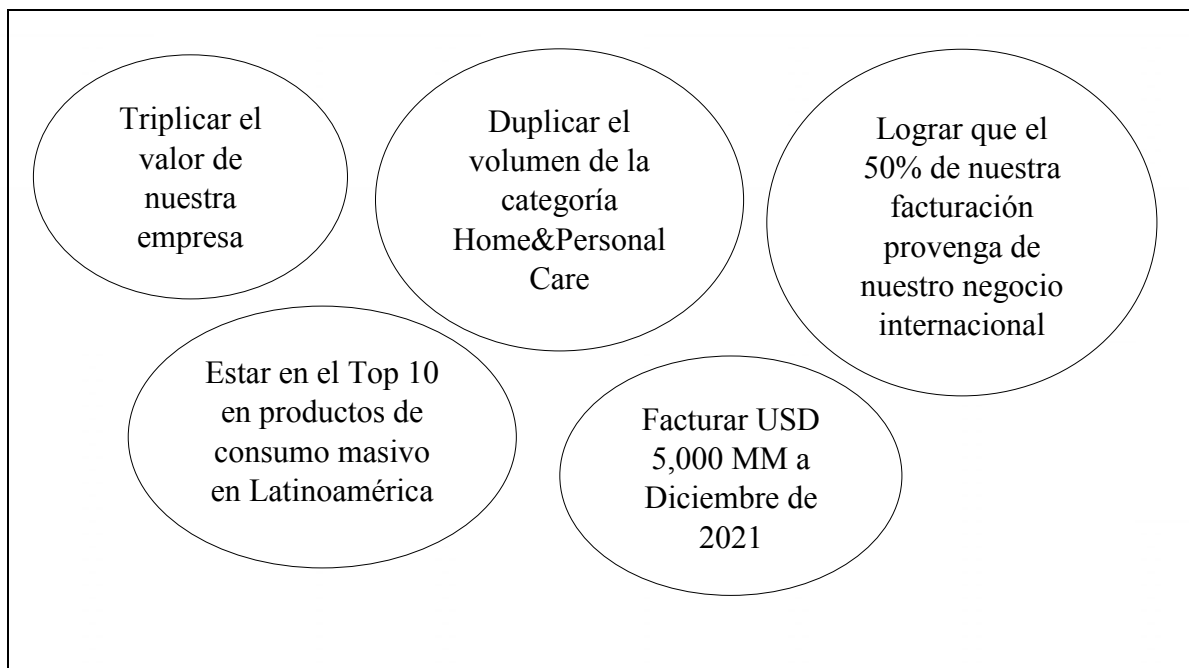 Triplicar el
valor de
nuestra
empresa
Duplicar el
volumen de la
categoría
Home&Personal
Care
Lograr que el
50% de nuestra
facturación
provenga de
nuestro negocio
internacional
Estar en el Top 10
en productos de
consumo masivo
en Latinoamérica
Facturar USD
5,000 MM a
Diciembre de
2021